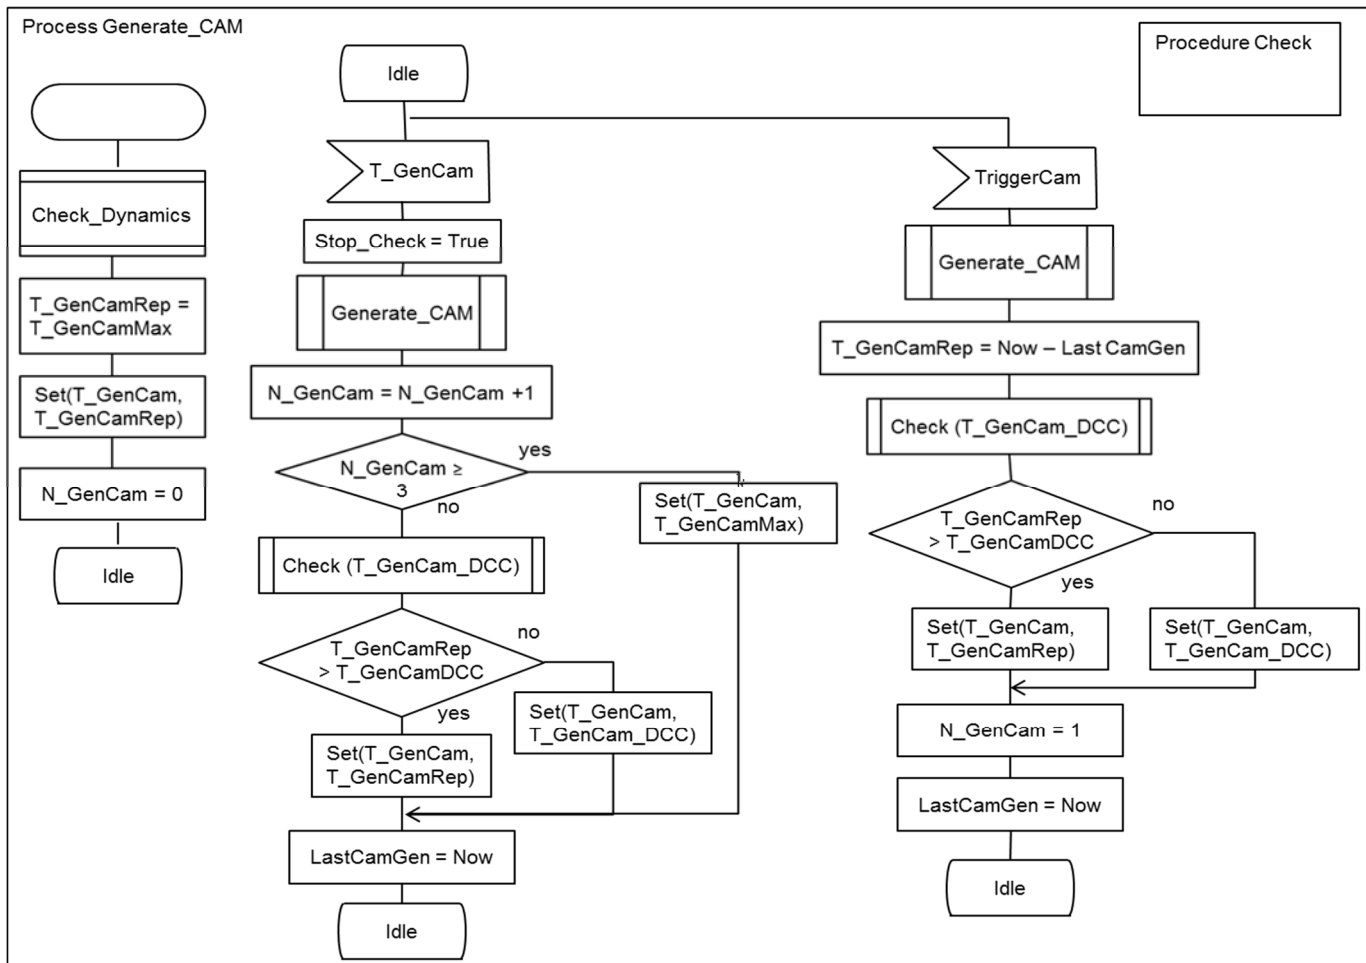 Process Generate_CAM
Procedure Check
Check_Dynamics
T_GenCamRep =
T_GenCamMax
Set(T_GenCam,
T_GenCamRep)
N_GenCam = 0
Idle
Idle
T_GenCam
Stop_Check = True
Generate_CAM
N_GenCam = N_GenCam +1
N_GenCam ≥
3
yes
no
Set(T_GenCam,
T_GenCamMax)
Check (T_GenCam_DCC)
T_GenCamRep
> T_GenCamDCC
no
yes
Set(T_GenCam,
T_GenCam_DCC)
Set(T_GenCam,
T_GenCamRep)
LastCamGen = Now
Idle
TriggerCam
Generate_CAM
T_GenCamRep = Now – Last CamGen
Check (T_GenCam_DCC)
T_GenCamRep
> T_GenCamDCC
no
yes
Set(T_GenCam,
T_GenCamRep)
Set(T_GenCam,
T_GenCam_DCC)
N_GenCam = 1
LastCamGen = Now
Idle